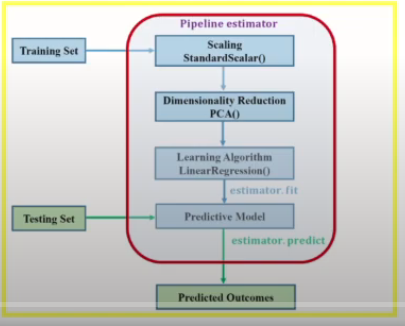 Pipeline estimator
Training Set
Scaling
StandardScalar()
Dimensionality Reduction
PCA()
Learning Algorithm
LinearRegression()
estimator.fit
Testing Set
Predictive Model
estimator.predict
Predicted Outcomes